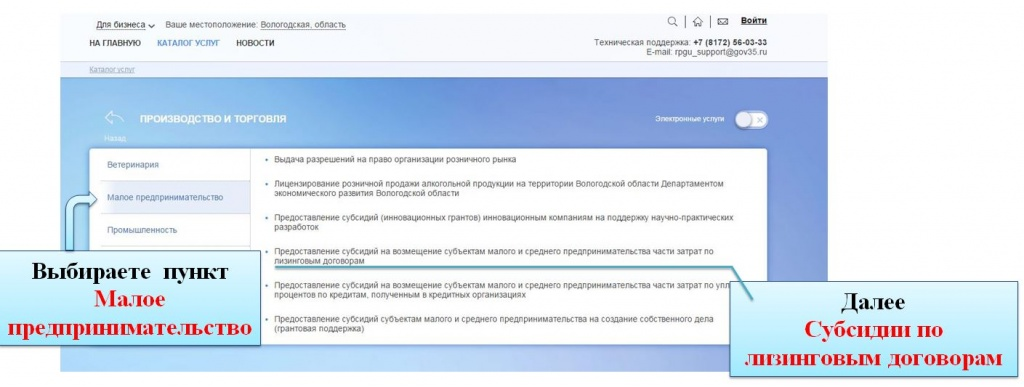 Для бизнеса Ваше местоположение: Вологодская, область
Войти
НА ГЛАВНУЮ КАТАЛОГ УСЛУГ НОВОСТИ
Техническая поддержка: +7 (8172) 56-03-33
E-mail: rpgu_support@gov35.ru
Каталог услуг
ПРОИЗВОДСТВО И ТОРГОВЛЯ
Электронные услуги
Назад
Ветеринария
Малое предпринимательство
Промышленность
Выдача разрешений на право организации розничного рынка
Лицензирование розничной продажи алкогольной продукции на территории Вологодской области Департаментом
экономического развития Вологодской области
Предоставление субсидий (инновационных грантов) инновационным компаниям на поддержку научно-практических
разработок
Предоставление субсидий на возмещение субъектам малого и среднего предпринимательства части затрат по
лизинговым договорам
Предоставление субсидий на возмещение субъектам малого и среднего предпринимательства части затрат по упл
процентов по кредитам, полученным в кредитных организациях
Предоставление субсидий субъектам малого и среднего предпринимательства на создание собственного дела
(грантовая поддержка)
Выбираете пункт
Малое
предпринимательство
Далее
Субсидии по
лизинговым договорам